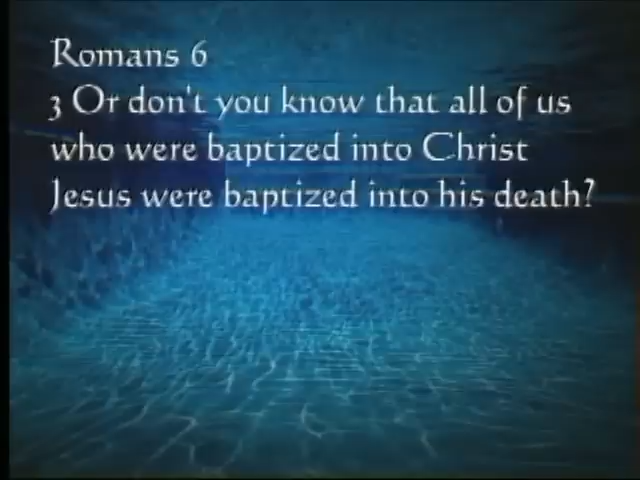 Romans 6
3 Or don't you know that all of us
who were baptized into Christ
Jesus were baptized into his death?